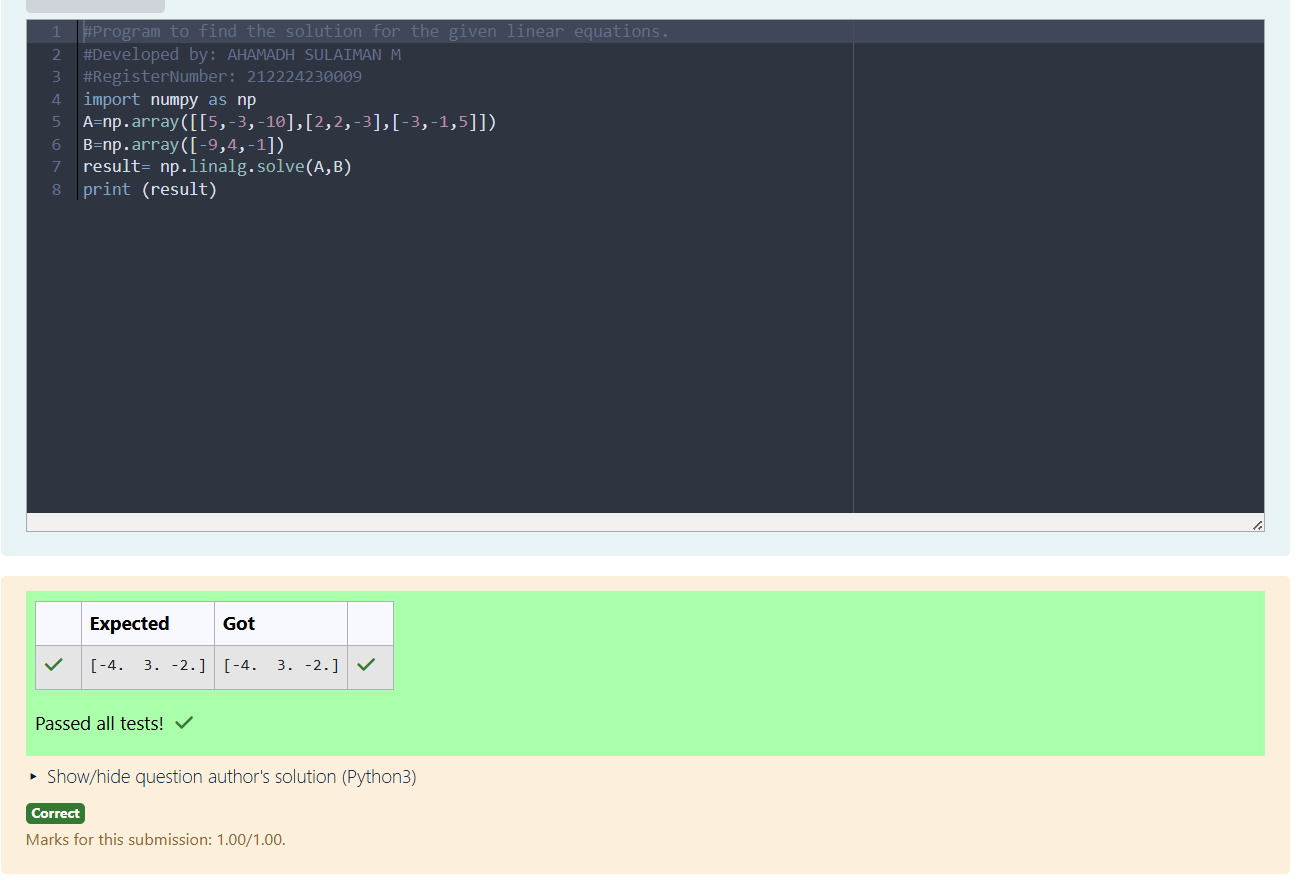 1 #Program to find the solution for the given linear equations.
2 #Developed by: AHAMADH SULAIMAN M
3 #RegisterNumber: 212224230009
4 import numpy as np
5 A=np.array([[5,-3,-10],[2,2,-3],[-3,-1,5]])
6 B=np.array([-9,4,-1])
7 result= np.linalg.solve(A,B)
8 print (result)
Expected Got
[-4.  3. -2.] [-4.  3. -2.]
Passed all tests!
Show/hide question author's solution (Python3)
Correct
Marks for this submission: 1.00/1.00.